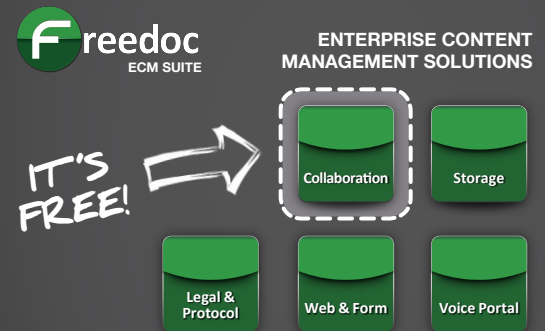 Freedoc
ECM SUITE
ENTERPRISE CONTENT
MANAGEMENT SOLUTIONS
IT'S
FREE!
Collaboration
Storage
Legal &
Protocol
Web & Form
Voice Portal